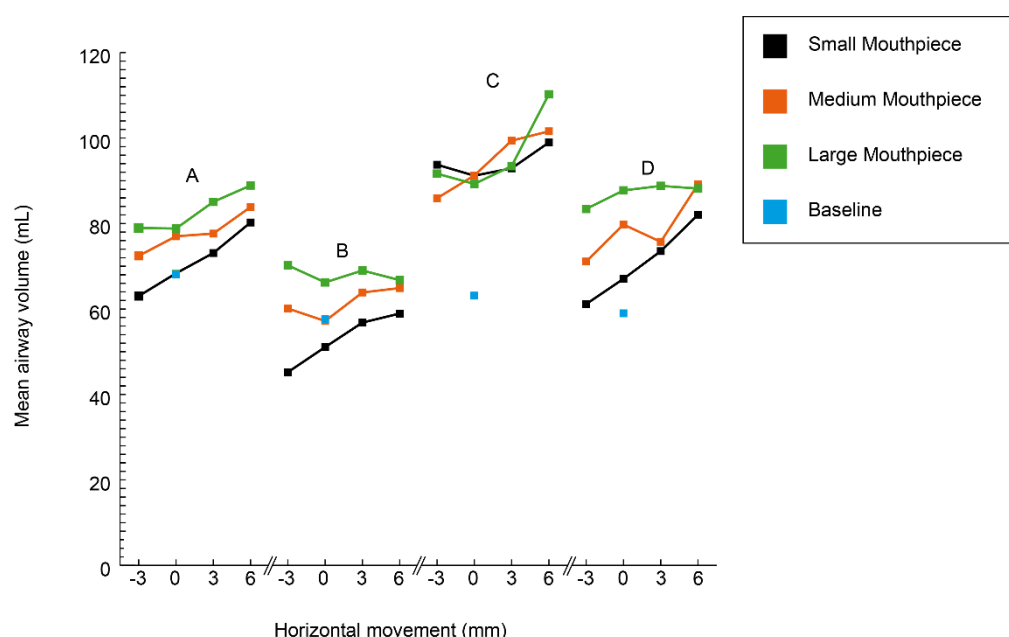 Small Mouthpiece
Medium Mouthpiece
Large Mouthpiece
Baseline
Mean airway volume (mL)
120
100
80
60
40
20
0
A
B
C
D
-3 0 3 6 -3 0 3 6 -3 0 3 6 -3 0 3 6
Horizontal movement (mm)